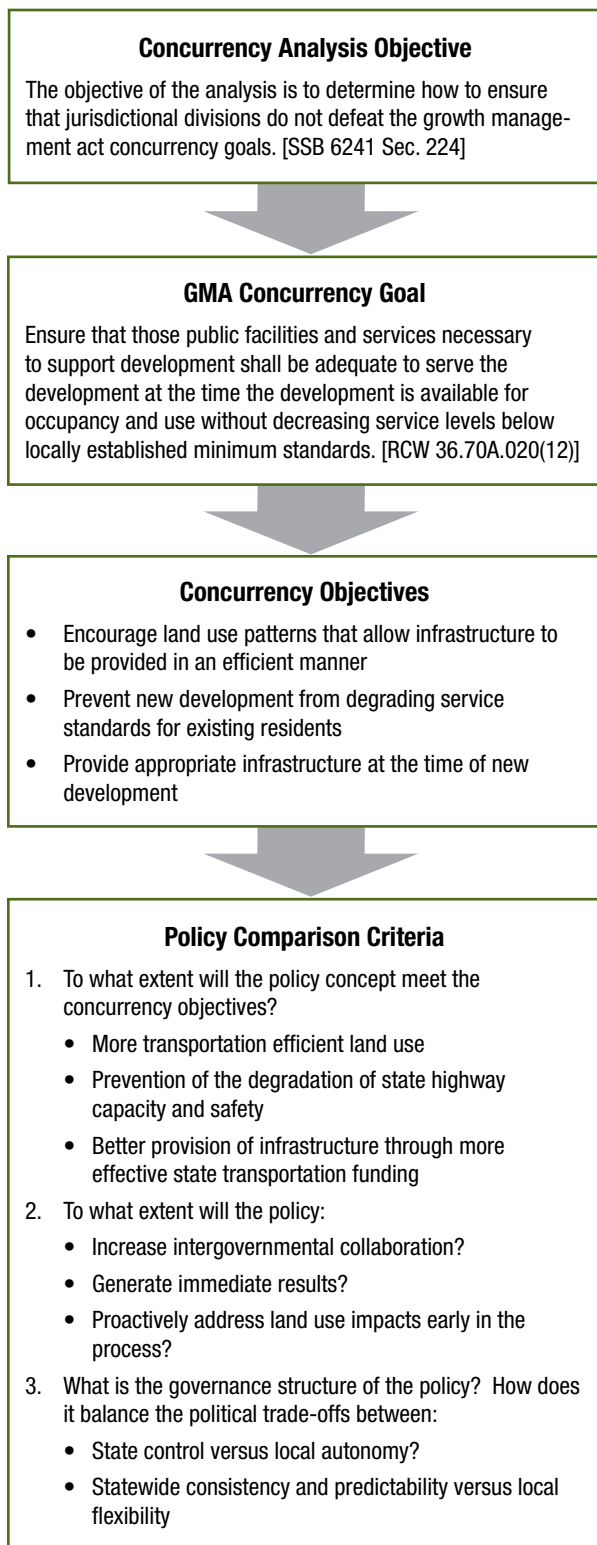 Concurrency Analysis Objective
The objective of the analysis is to determine how to ensure
that jurisdictional divisions do not defeat the growth manage-
ment act concurrency goals. [SSB 6241 Sec. 224]
GMA Concurrency Goal
Ensure that those public facilities and services necessary
to support development shall be adequate to serve the
development at the time the development is available for
occupancy and use without decreasing service levels below
locally established minimum standards. [RCW 36.70A.020(12)]
Concurrency Objectives
• Encourage land use patterns that allow infrastructure to
be provided in an efficient manner
• Prevent new development from degrading service
standards for existing residents
• Provide appropriate infrastructure at the time of new
development
Policy Comparison Criteria
1. To what extent will the policy concept meet the
concurrency objectives?
• More transportation efficient land use
• Prevention of the degradation of state highway
capacity and safety
• Better provision of infrastructure through more
effective state transportation funding
2. To what extent will the policy:
• Increase intergovernmental collaboration?
• Generate immediate results?
• Proactively address land use impacts early in the
process?
3. What is the governance structure of the policy? How does
it balance the political trade-offs between:
• State control versus local autonomy?
• Statewide consistency and predictability versus local
flexibility